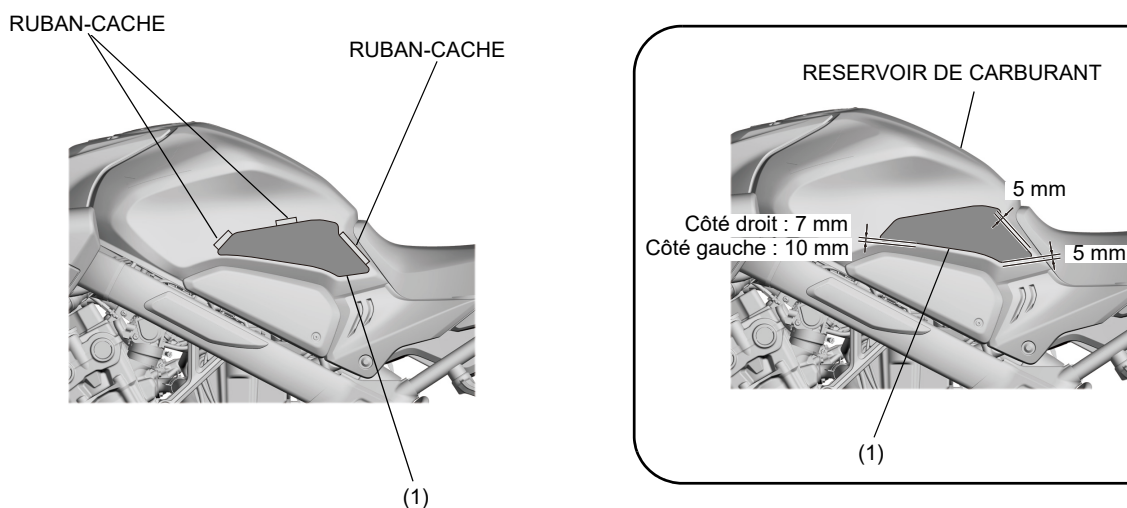 RUBAN-CACHE
RUBAN-CACHE
(1)
RESERVOIR DE CARBURANT
5 mm
Côté droit : 7 mm
Côté gauche : 10 mm
5 mm
(1)